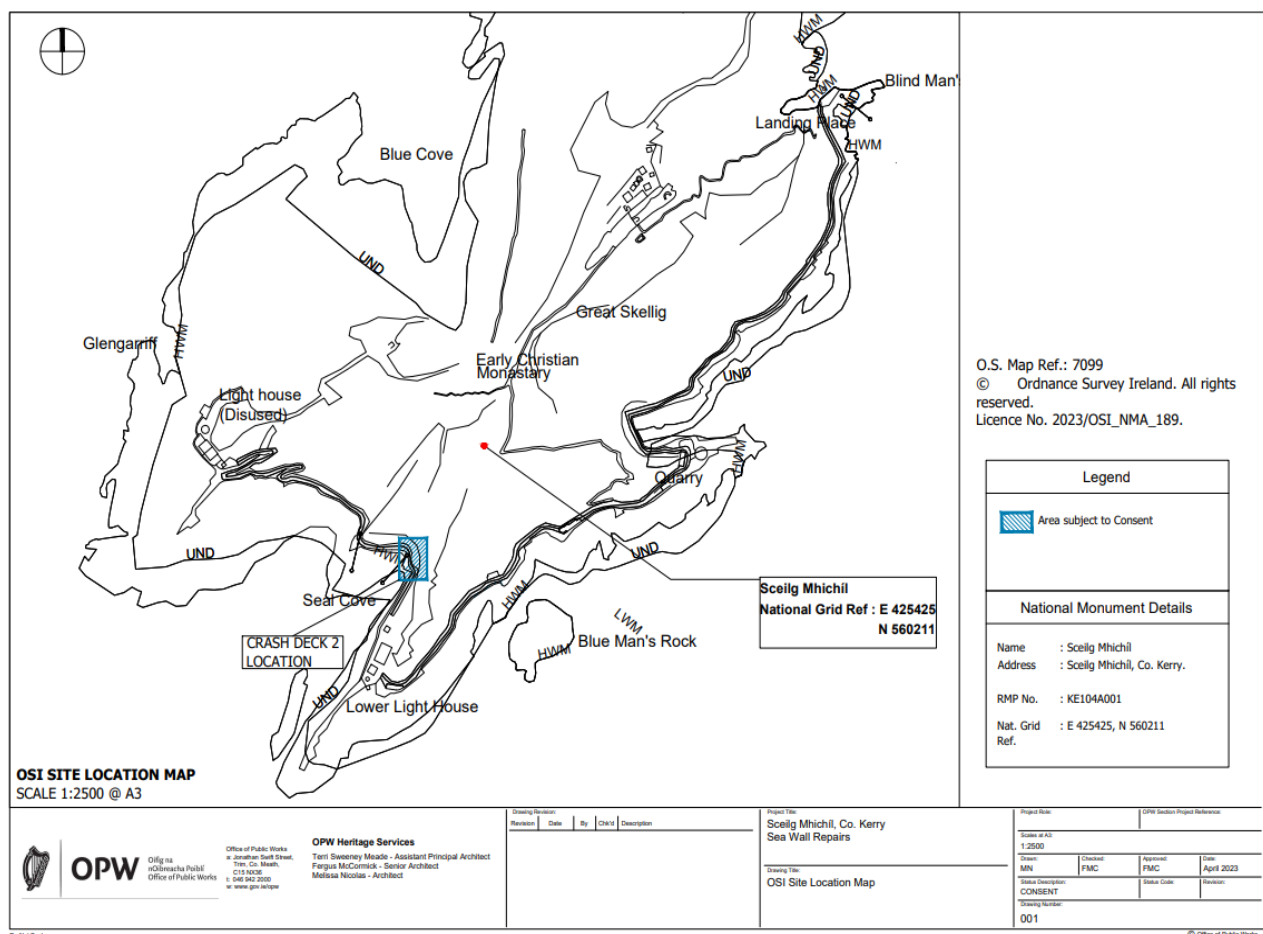 HWM
UND
Blind Man's
HWM
UND
Landing Place
HWM
Blue Cove
UND
Great Skellig
Glengarriff
HWM
Early Christian
Monastary
UND
Light house
(Disused)
HWM
Quarry
UND
HWM
UND
Seal Cove
HWM
Sceilg Mhichíl
National Grid Ref : E 425425
N 560211
LWM
Blue Man's Rock
HWM
CRASH DECK 2
LOCATION
UND
Lower Light House
OSI SITE LOCATION MAP
SCALE 1:2500 @ A3
O.S. Map Ref.: 7099
© Ordnance Survey Ireland. All rights
reserved.
Licence No. 2023/OSI_NMA_189.
Legend
Area subject to Consent
National Monument Details
Name : Sceilg Mhichíl
Address : Sceilg Mhichíl, Co. Kerry.
RMP No. : KE104A001
Nat. Grid : E 425425, N 560211
Ref.
OPW
Oifig na
nOibreacha Poiblí
Office of Public Works
Office of Public Works
a: Jonathan Swift Street,
Trim, Co. Meath,
C15 NX36
t: 046 942 2000
w: www.gov.ie/opw
OPW Heritage Services
Terri Sweeney Meade - Assistant Principal Architect
Fergus McCormick - Senior Architect
Melissa Nicolas - Architect
Drawing Revision:
Revision Date By Chk'd Description
Project Title:
Sceilg Mhichíl, Co. Kerry
Sea Wall Repairs
Drawing Title:
OSI Site Location Map
Project Role: OPW Section Project Reference:
Scales at A3:
1:2500
Drawn: Checked: Approved: Date:
MN FMC FMC April 2023
Status Description: Status Code: Revision:
CONSENT
Drawing Number:
001
© Office of Public Works